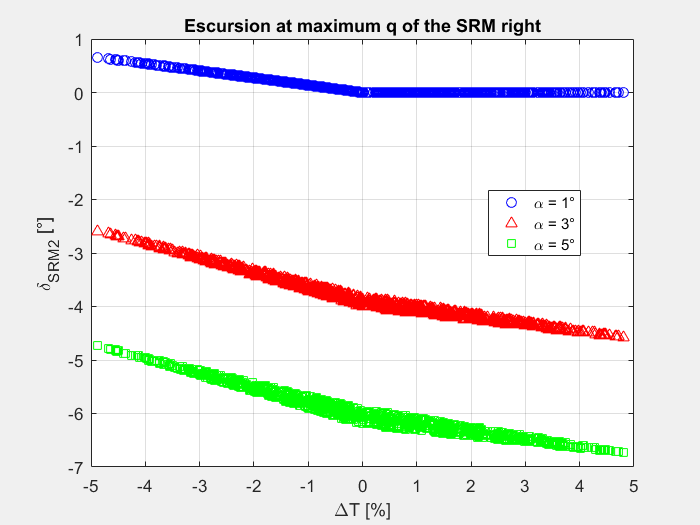 Escursion at maximum q of the SRM right
1
0
-1
-2
-3
-4
-5
-6
-7
δSRM2 [°]
α = 1°
α = 3°
α = 5°
-5 -4 -3 -2 -1 0 1 2 3 4 5
ΔT [%]